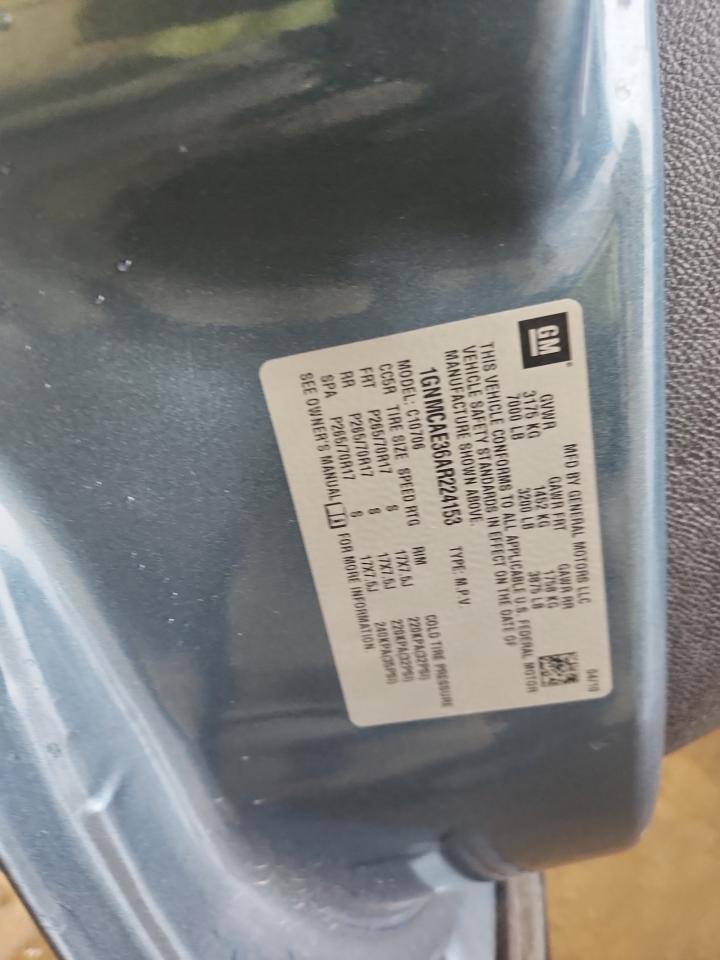 GM
MFD BY GENERAL MOTORS LLC 04/10
GVWR GAWR FRT GAWR RR
3175 KG 1452 KG 1758 KG
7000 LB 3200 LB 3875 LB
THIS VEHICLE CONFORMS TO ALL APPLICABLE U.S. FEDERAL MOTOR
VEHICLE SAFETY STANDARDS IN EFFECT ON THE DATE OF
MANUFACTURE SHOWN ABOVE.
1GNMCAE36AR224153 TYPE: M.P.V.
MODEL: C10706
CC5R TIRE SIZE SPEED RTG RIM COLD TIRE PRESSURE
FRT P265/70R17 S 17X7.5J 220KPA(32PSI)
RR P265/70R17 S 17X7.5J 220KPA(32PSI)
SPA P265/70R17 S 17X7.5J 240KPA(35PSI)
SEE OWNER'S MANUAL FOR MORE INFORMATION